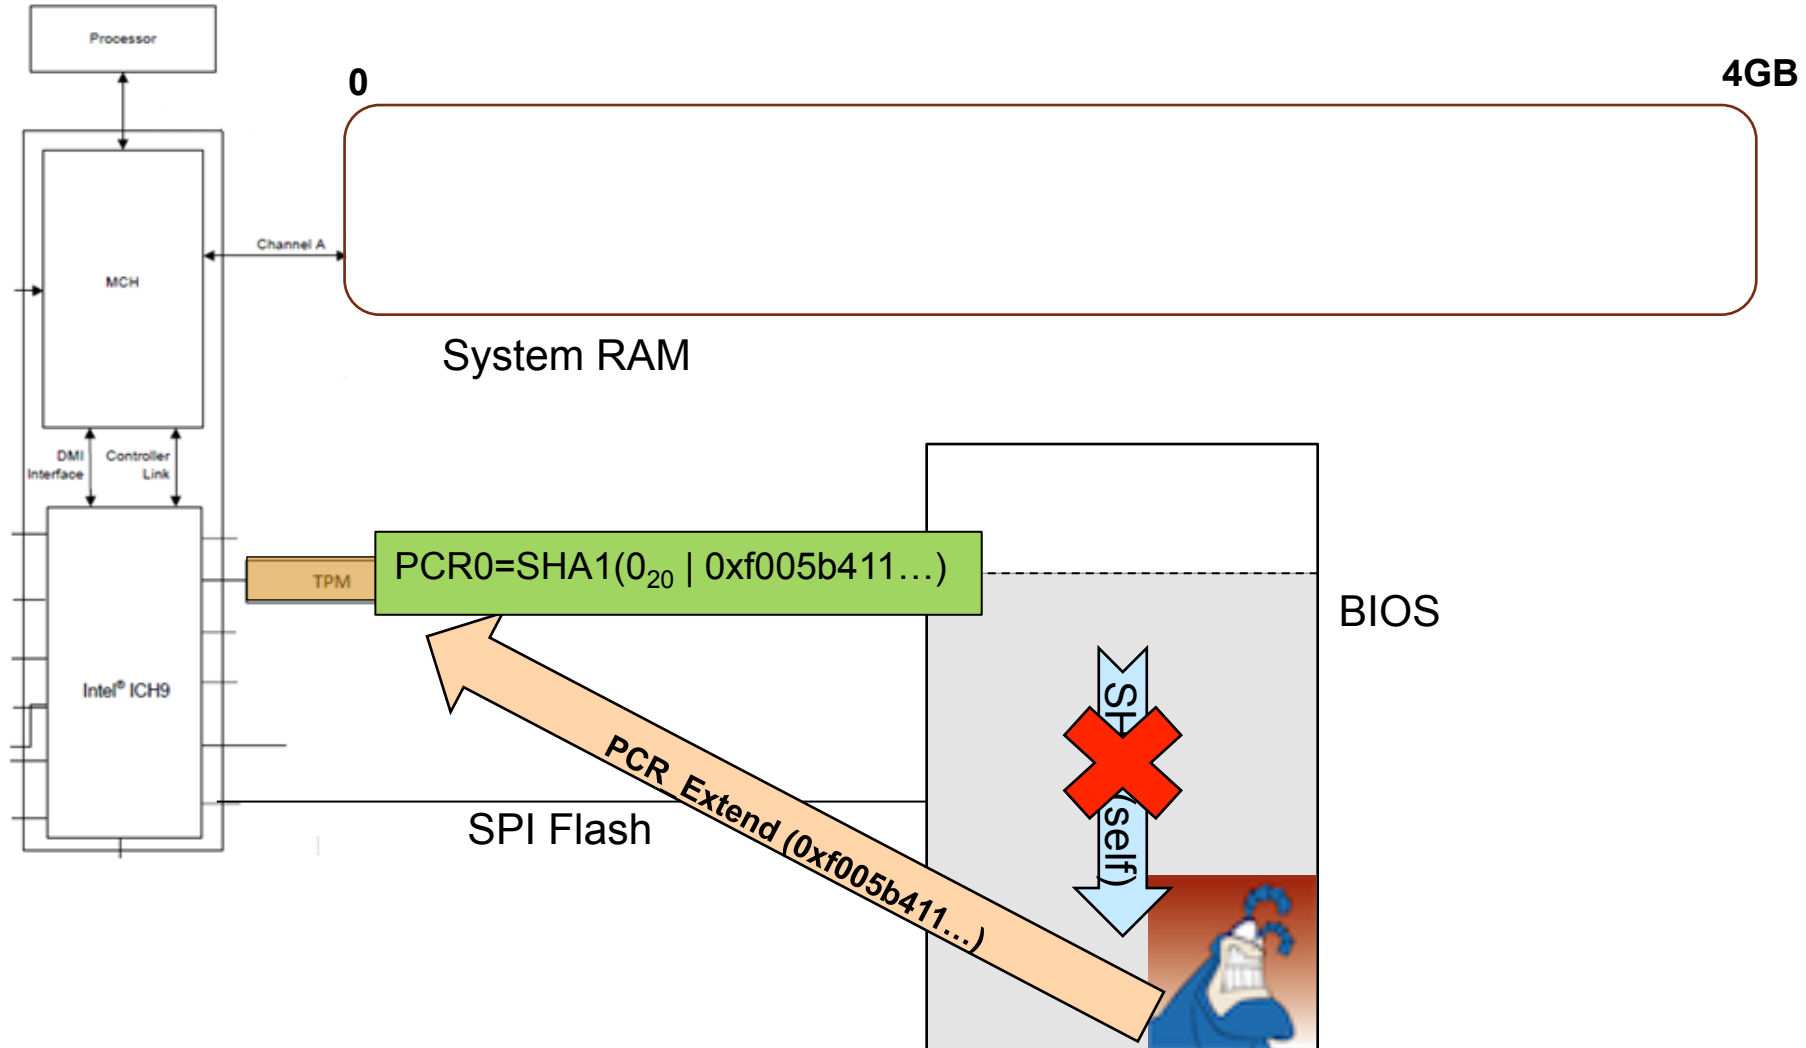 Processor
0
4GB
Channel A
MCH
System RAM
DMI
Interface
Controller
Link
PCR0=SHA1(0₂₀ | 0xf005b411…)
TPM
BIOS
Intel® ICH9
PCR_Extend (0xf005b411…)
(self)
SPI Flash